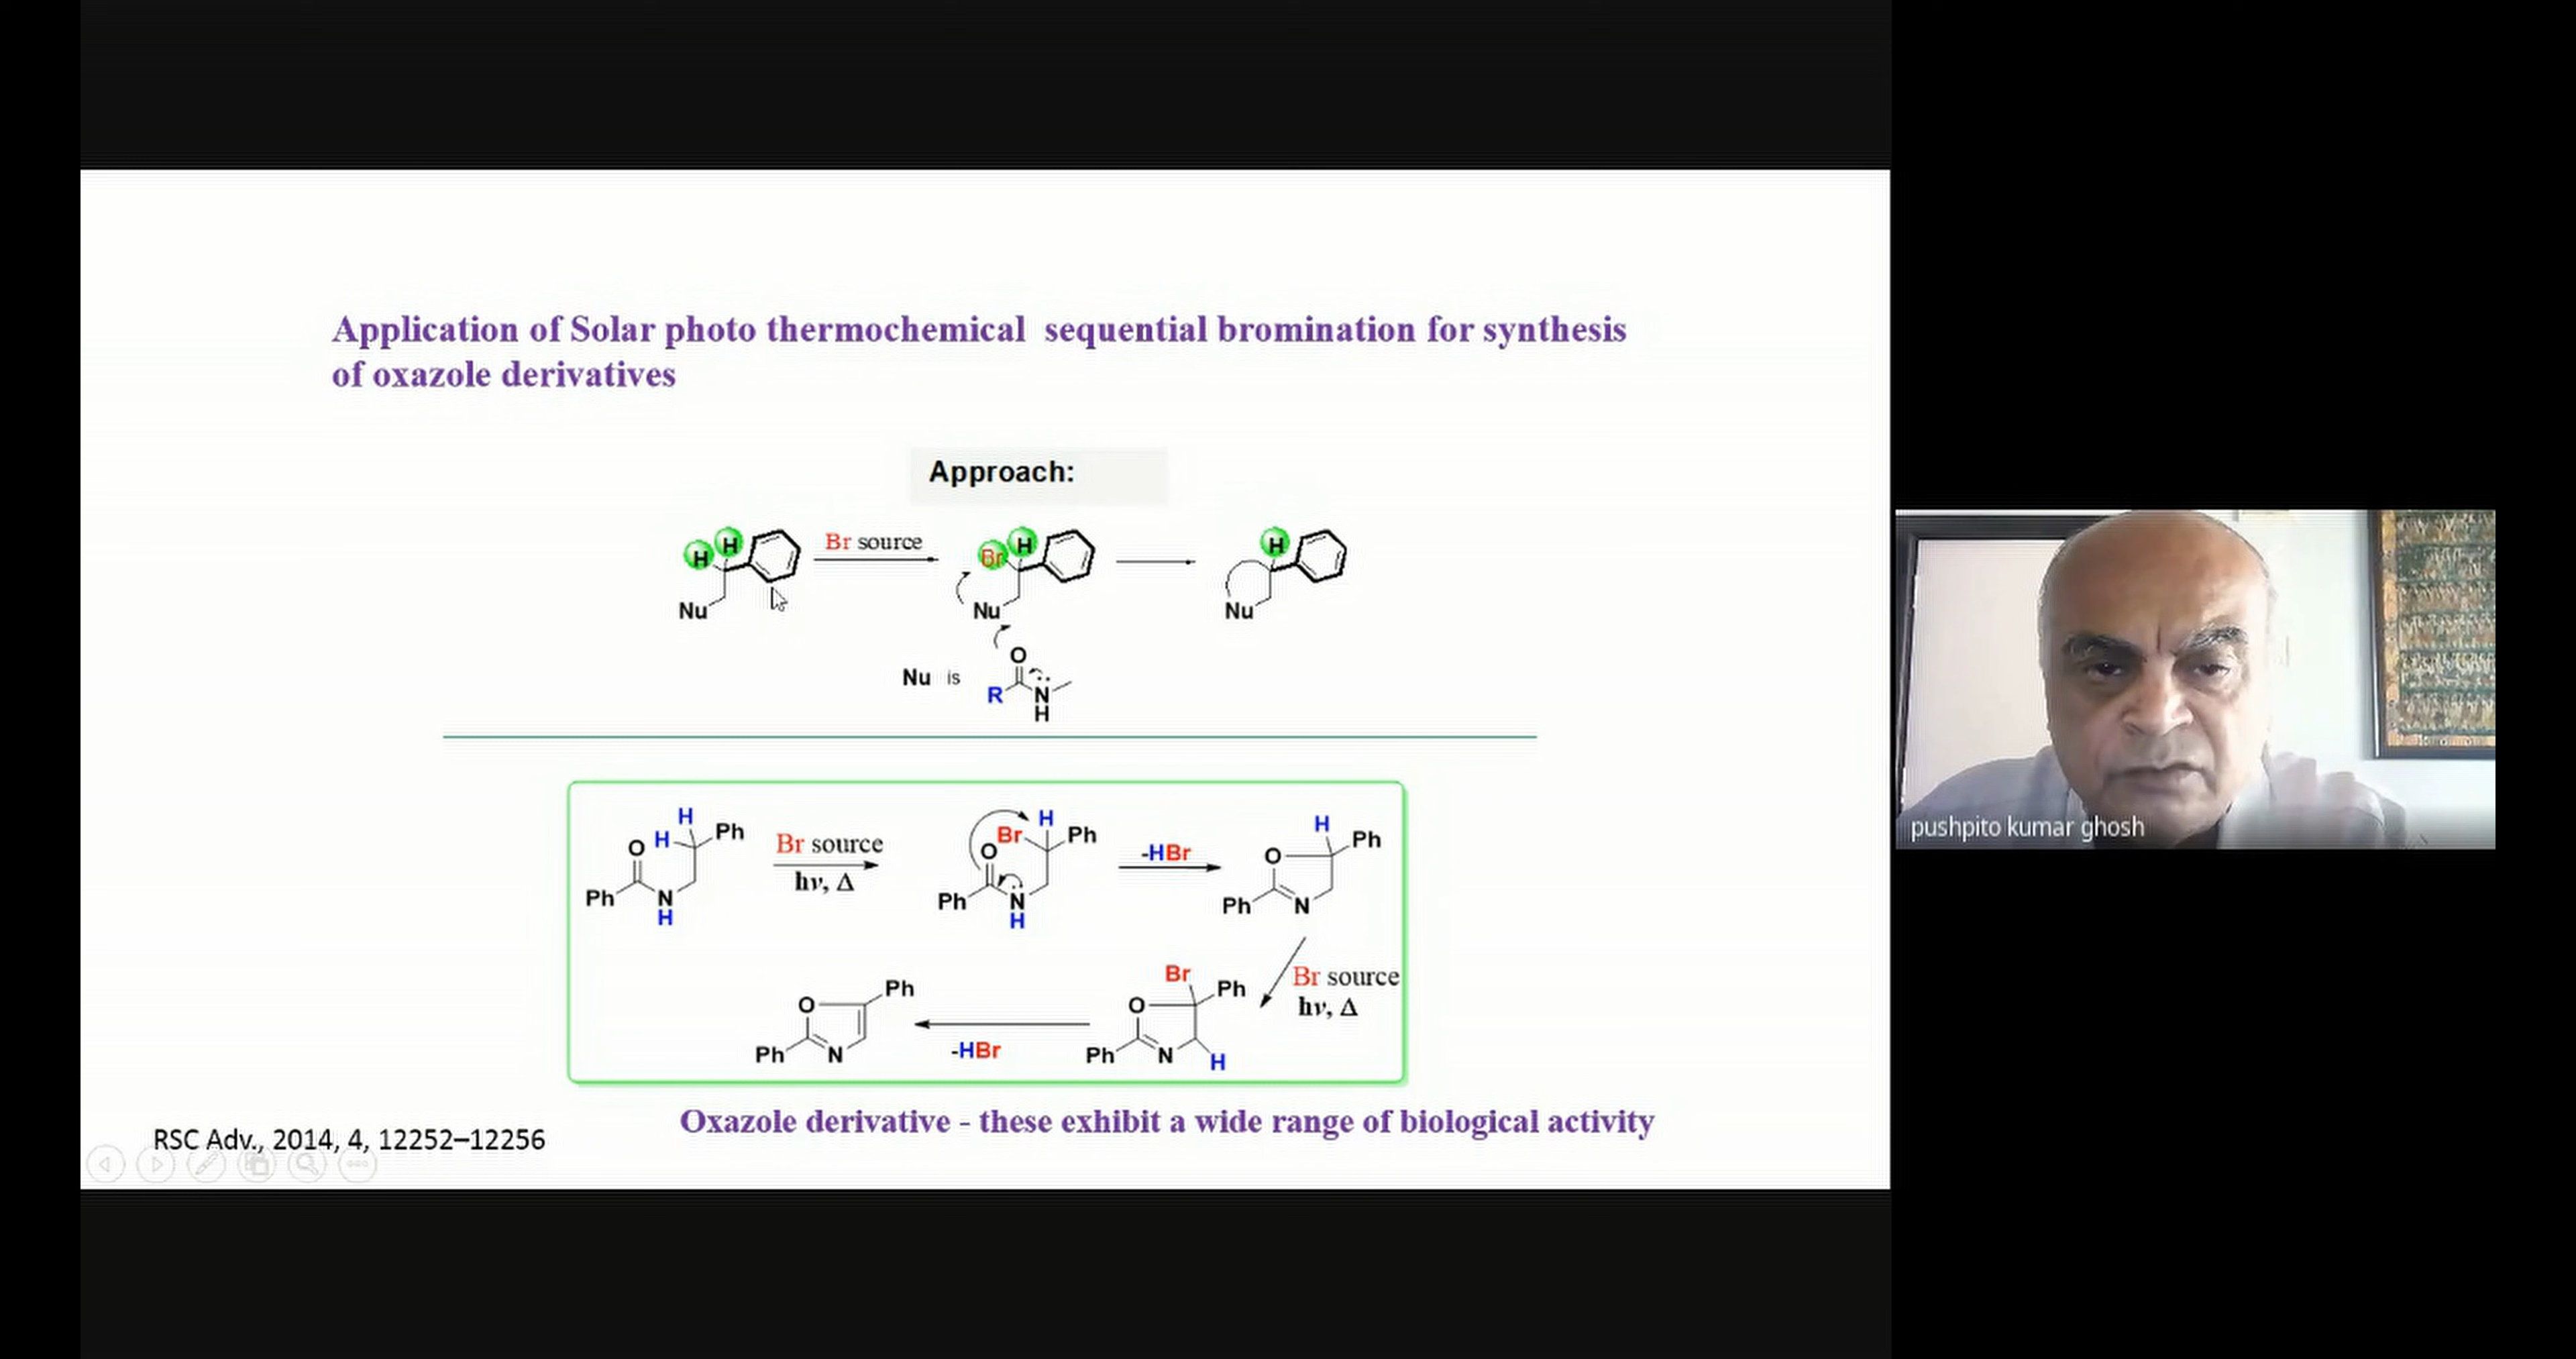 Application of Solar photo thermochemical sequential bromination for synthesis
of oxazole derivatives
Approach:
H H Br source Br H H
Nu Nu Nu
Nu is R O N H
H H Ph O Ph N H
Br source
hν, Δ
Br H Ph O Ph N H
-HBr
H Ph O Ph N
Br source
hν, Δ
Br Ph O Ph N H
-HBr
Ph O Ph N
Oxazole derivative - these exhibit a wide range of biological activity
RSC Adv., 2014, 4, 12252–12256
pushpito kumar ghosh